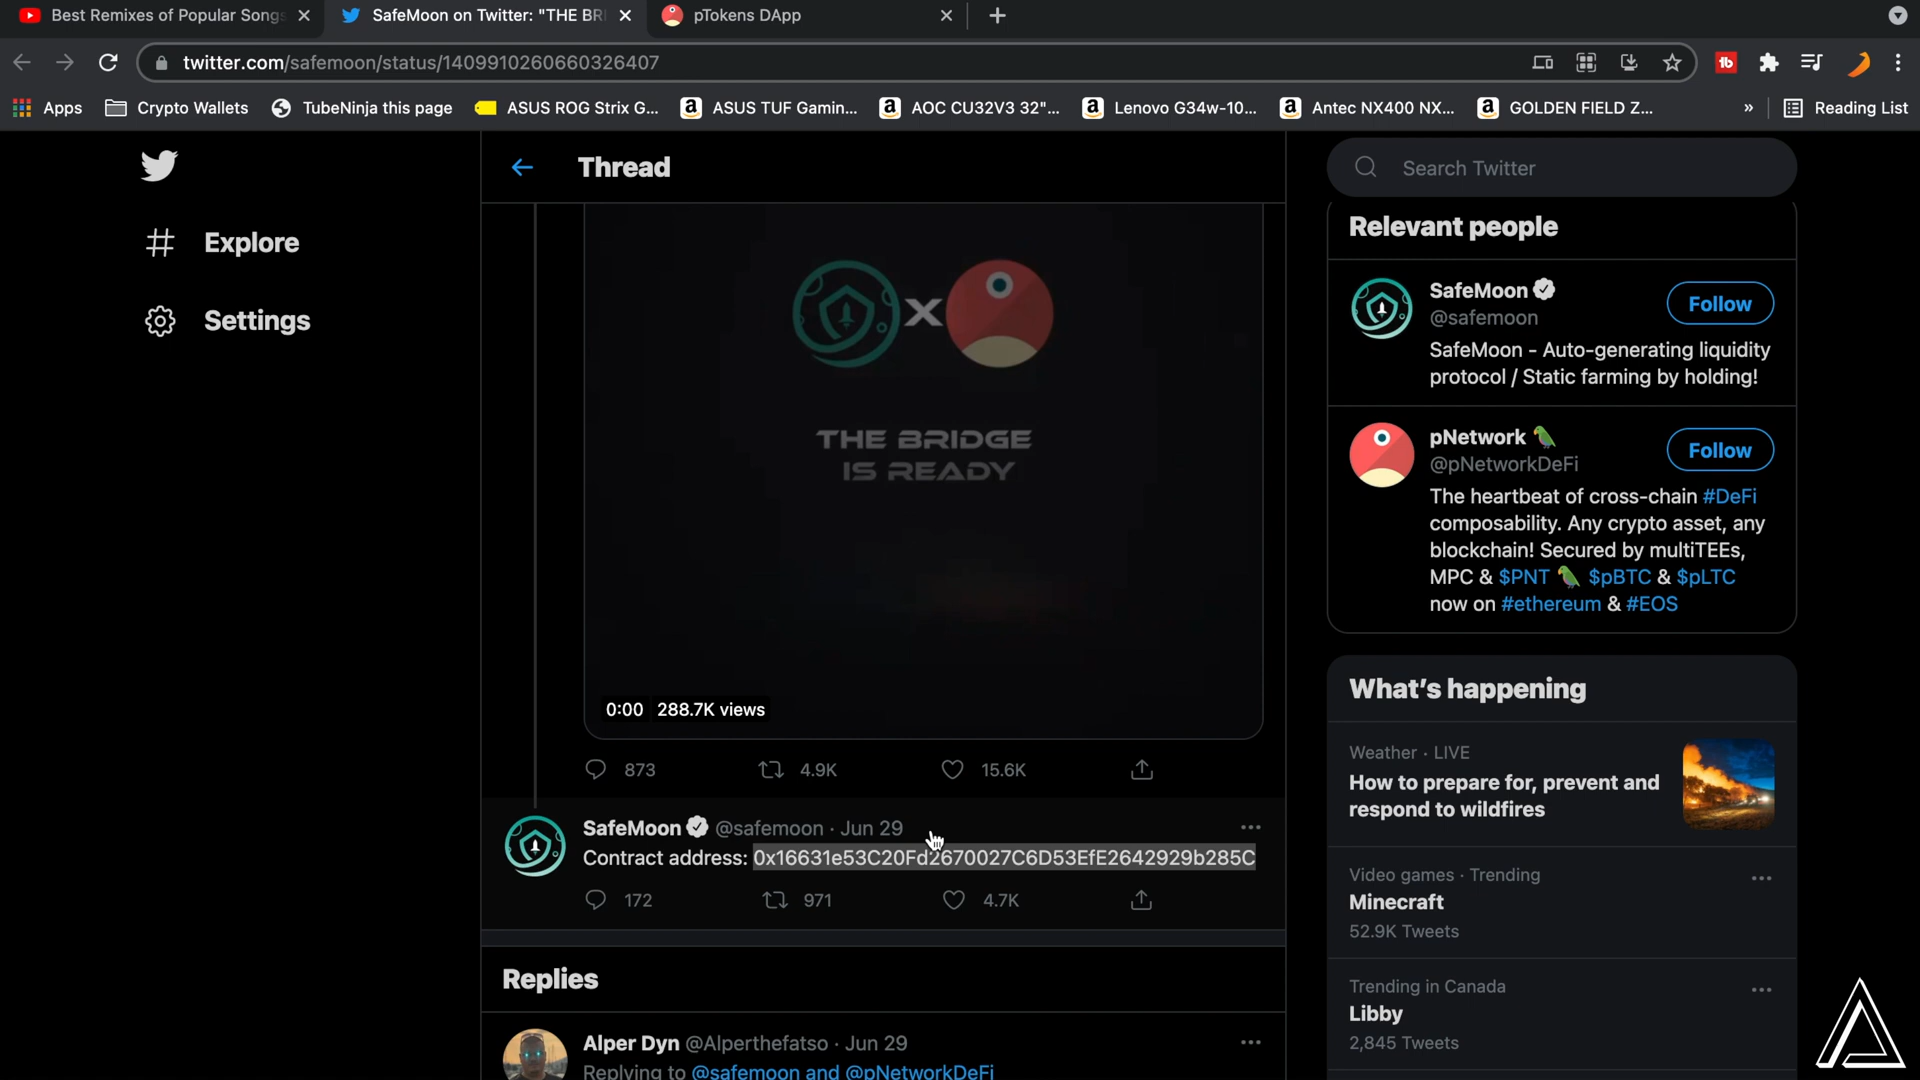 Best Remixes of Popular Songs
SafeMoon on Twitter: "THE BRI
pTokens DApp
twitter.com/safemoon/status/1409910260660326407
Apps
Crypto Wallets
TubeNinja this page
ASUS ROG Strix G...
ASUS TUF Gamin...
AOC CU32V3 32"...
Lenovo G34w-10...
Antec NX400 NX...
GOLDEN FIELD Z...
»
Reading List
Explore
Settings
Thread
X
THE BRIDGE
IS READY
0:00 288.7K views
873
4.9K
15.6K
SafeMoon @safemoon · Jun 29
Contract address: 0x16631e53C20Fd2670027C6D53EfE2642929b285C
172
971
4.7K
Replies
Alper Dyn @Alperthefatso · Jun 29
Replying to @safemoon and @pNetworkDeFi
Search Twitter
Relevant people
SafeMoon
@safemoon
Follow
SafeMoon - Auto-generating liquidity
protocol / Static farming by holding!
pNetwork
@pNetworkDeFi
Follow
The heartbeat of cross-chain #DeFi
composability. Any crypto asset, any
blockchain! Secured by multiTEEs,
MPC & $PNT 🦜 $pBTC & $pLTC
now on #ethereum & #EOS
What's happening
Weather · LIVE
How to prepare for, prevent and
respond to wildfires
Video games · Trending
Minecraft
52.9K Tweets
Trending in Canada
Libby
2,845 Tweets